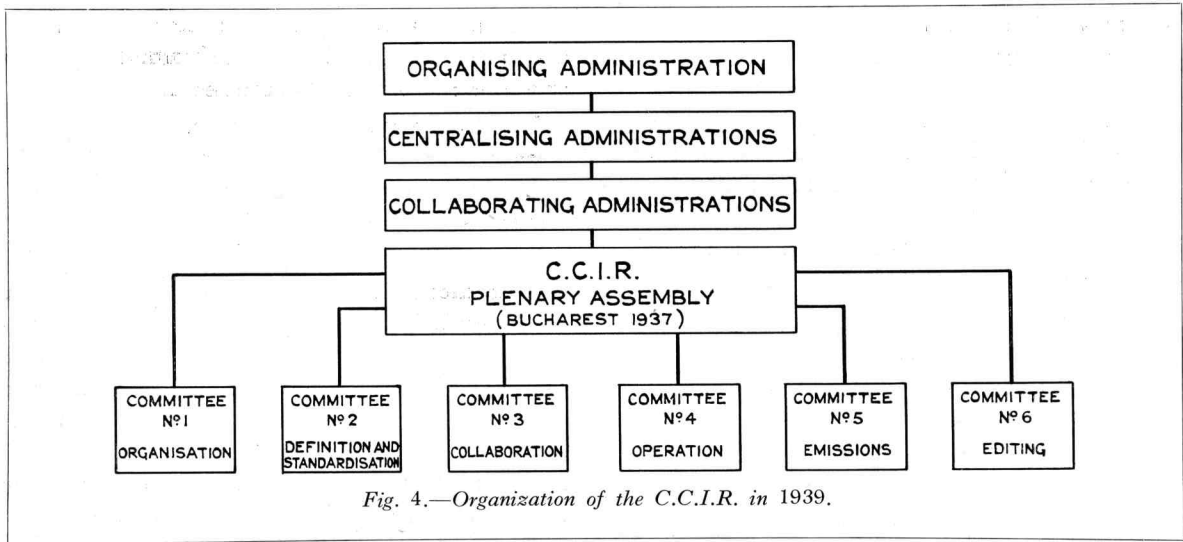 ORGANISING ADMINISTRATION
CENTRALISING ADMINISTRATIONS
COLLABORATING ADMINISTRATIONS
C.C.I.R.
PLENARY ASSEMBLY
(BUCHAREST 1937)
COMMITTEE
Nº 1
ORGANISATION
COMMITTEE
Nº 2
DEFINITION AND
STANDARDISATION
COMMITTEE
Nº 3
COLLABORATION
COMMITTEE
Nº 4
OPERATION
COMMITTEE
Nº 5
EMISSIONS
COMMITTEE
Nº 6
EDITING
Fig. 4.—Organization of the C.C.I.R. in 1939.